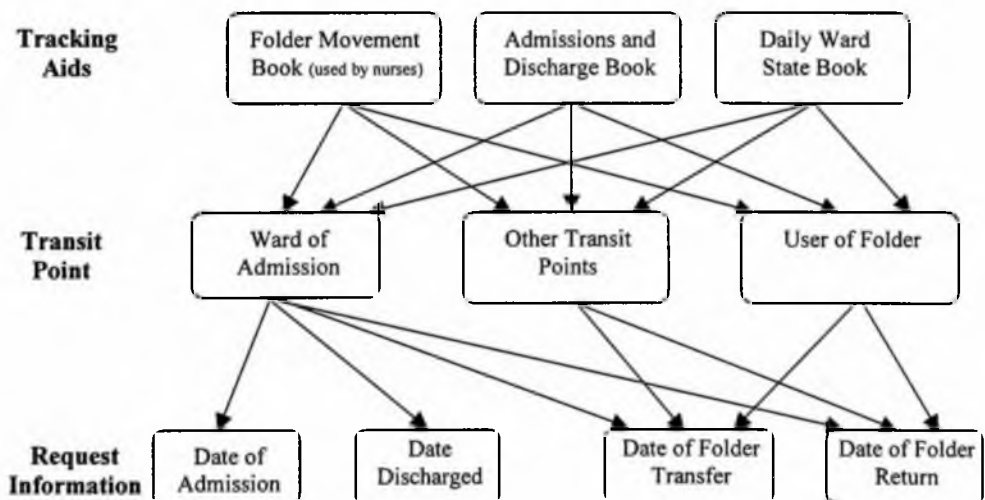 Tracking
Aids
Folder Movement
Book (used by nurses)
Admissions and
Discharge Book
Daily Ward
State Book
Transit
Point
Ward of
Admission
Other Transit
Points
User of Folder
Request
Information
Date of
Admission
Date
Discharged
Date of Folder
Transfer
Date of Folder
Return